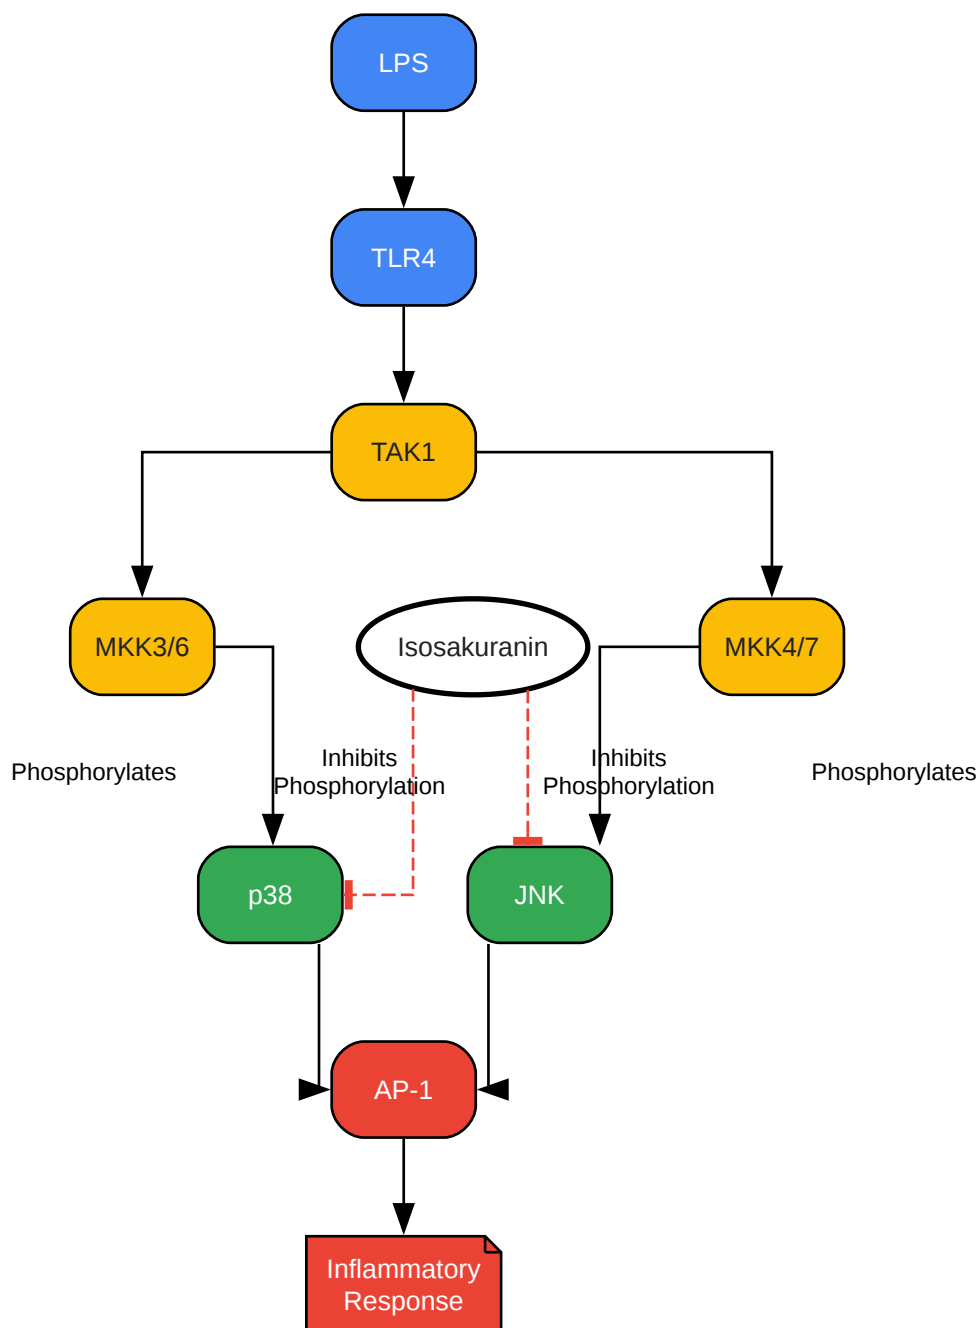 LPS
TLR4
TAK1
MKK3/6
Isosakuranin
MKK4/7
Phosphorylates
Inhibits
Phosphorylation
Inhibits
Phosphorylation
Phosphorylates
p38
JNK
AP-1
Inflammatory
Response